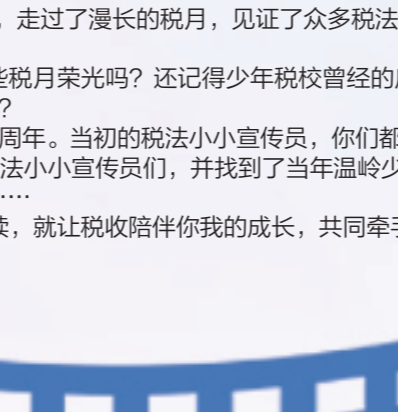 ，走过了漫长的税月，见证了众多税法
些税月荣光吗？还记得少年税校曾经的
？
周年。当初的税法小小宣传员，你们都
法小小宣传员们，并找到了当年温岭少
……
读，就让税收陪伴你我的成长，共同牵手